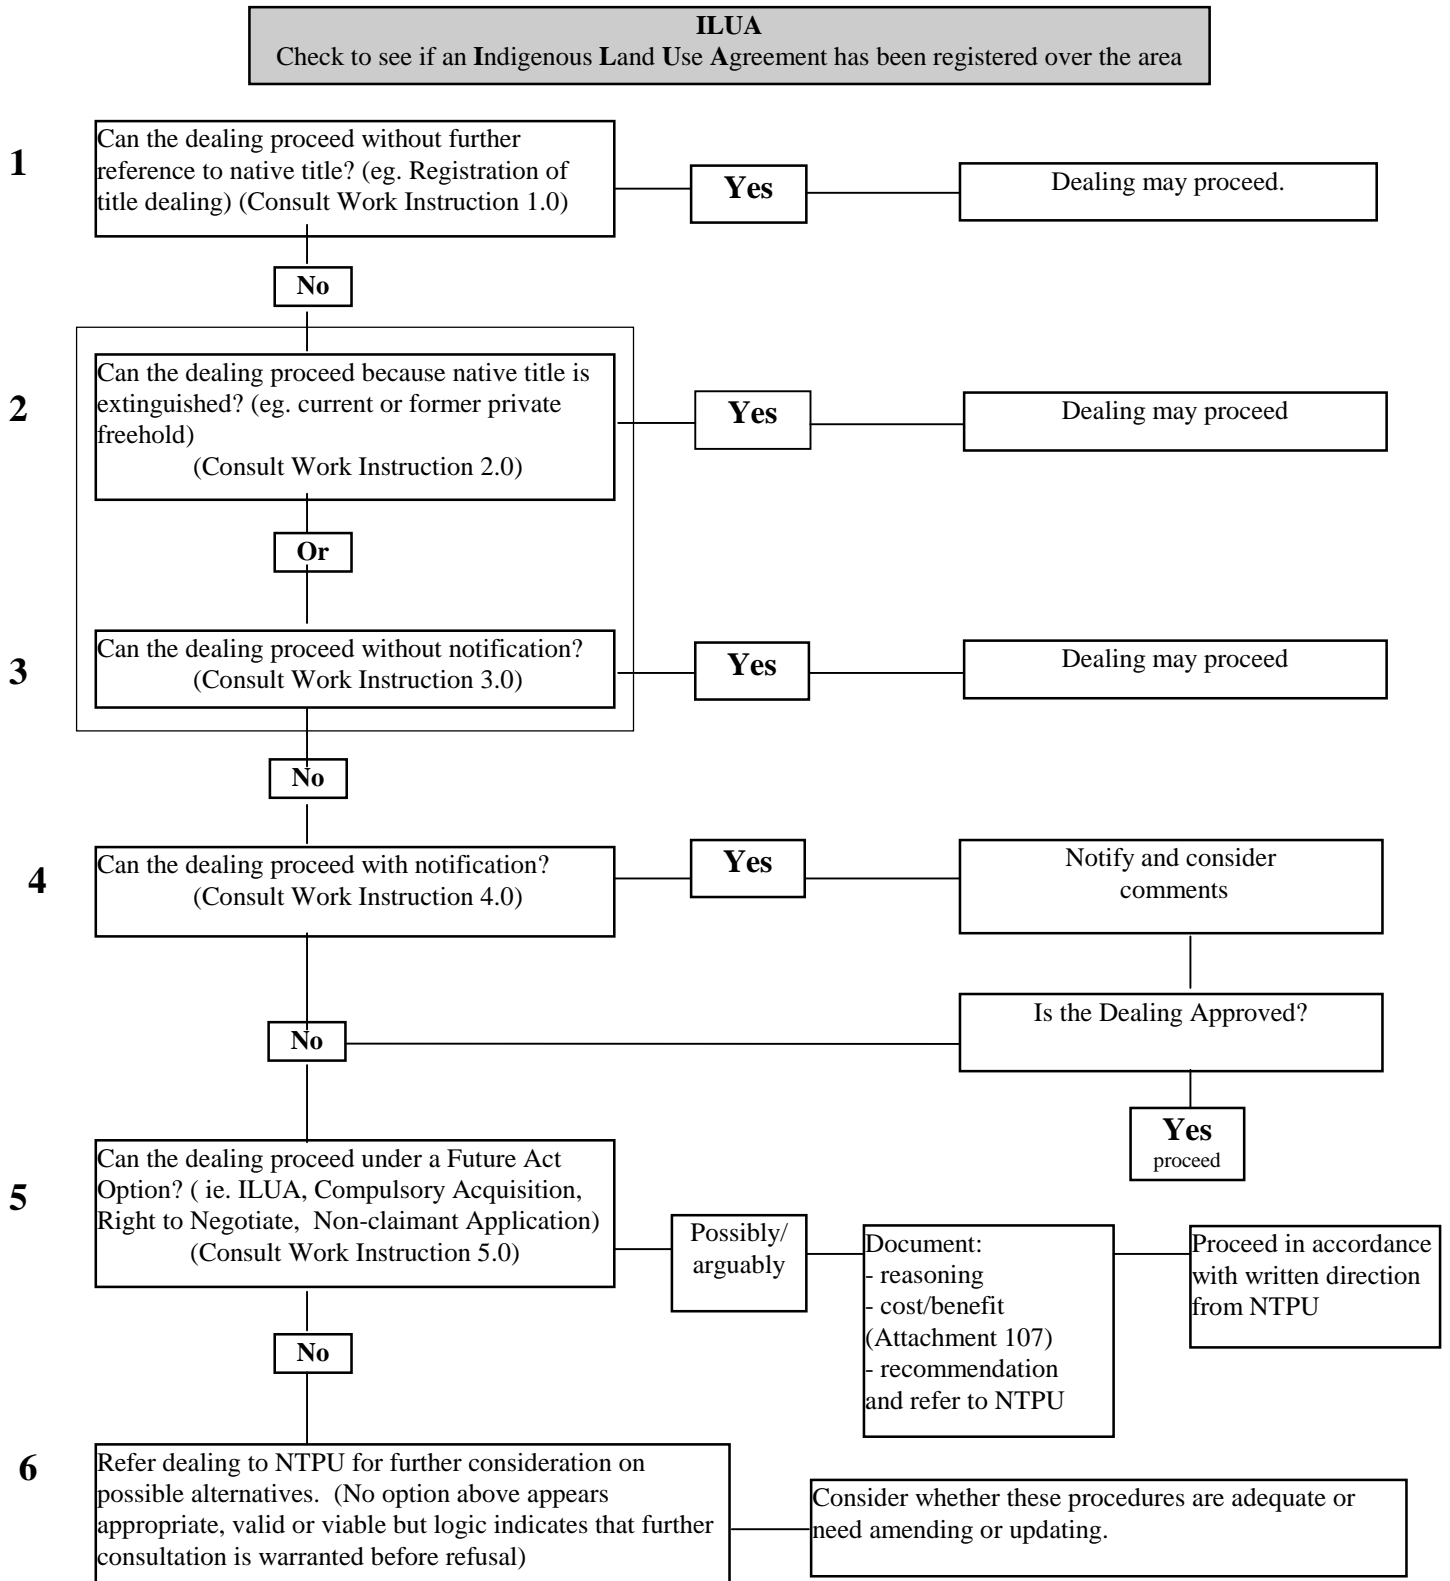 ILUA
Check to see if an Indigenous Land Use Agreement has been registered over the area
1
Can the dealing proceed without further
reference to native title? (eg. Registration of
title dealing) (Consult Work Instruction 1.0)
Yes
Dealing may proceed.
No
2
Can the dealing proceed because native title is
extinguished? (eg. current or former private
freehold)
(Consult Work Instruction 2.0)
Yes
Dealing may proceed
Or
3
Can the dealing proceed without notification?
(Consult Work Instruction 3.0)
Yes
Dealing may proceed
No
4
Can the dealing proceed with notification?
(Consult Work Instruction 4.0)
Yes
Notify and consider
comments
Is the Dealing Approved?
No
Yes
proceed
5
Can the dealing proceed under a Future Act
Option? ( ie. ILUA, Compulsory Acquisition,
Right to Negotiate, Non-claimant Application)
(Consult Work Instruction 5.0)
Possibly/
arguably
Document:
- reasoning
- cost/benefit
(Attachment 107)
- recommendation
and refer to NTPU
Proceed in accordance
with written direction
from NTPU
No
6
Refer dealing to NTPU for further consideration on
possible alternatives. (No option above appears
appropriate, valid or viable but logic indicates that further
consultation is warranted before refusal)
Consider whether these procedures are adequate or
need amending or updating.